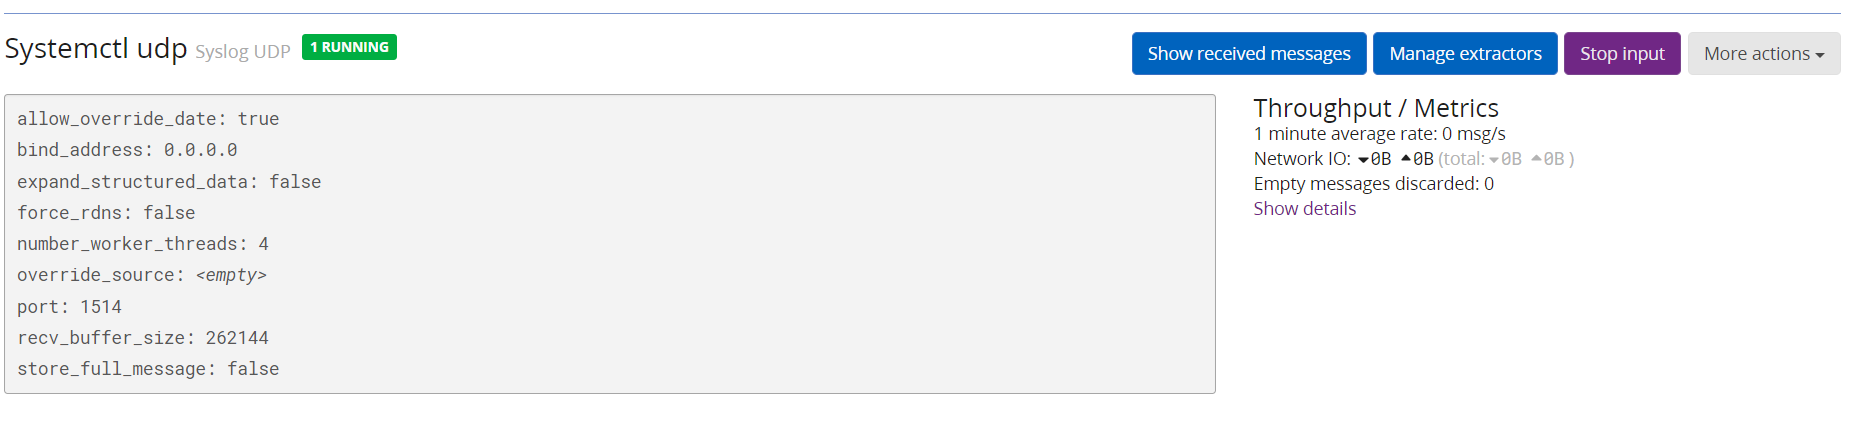 Systemctl udp Syslog UDP 1 RUNNING
Show received messages Manage extractors Stop input More actions
allow_override_date: true
bind_address: 0.0.0.0
expand_structured_data: false
force_rdns: false
number_worker_threads: 4
override_source: <empty>
port: 1514
recv_buffer_size: 262144
store_full_message: false
Throughput / Metrics
1 minute average rate: 0 msg/s
Network IO: 0B 0B (total: 0B 0B )
Empty messages discarded: 0
Show details